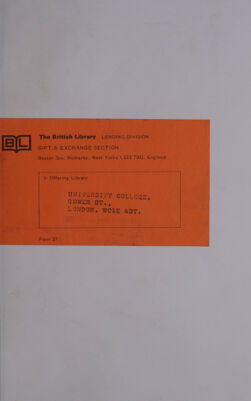 BL The British Library LENDING DIVISION
GIFT & EXCHANGE SECTION
Boston Spa, Wetherby, West Yorks LS23 7BQ, England
Offering Library
UNIVERSITY COLLEGE,
GOWER ST.,
LONDON. WC1E 6BT.
Form 27